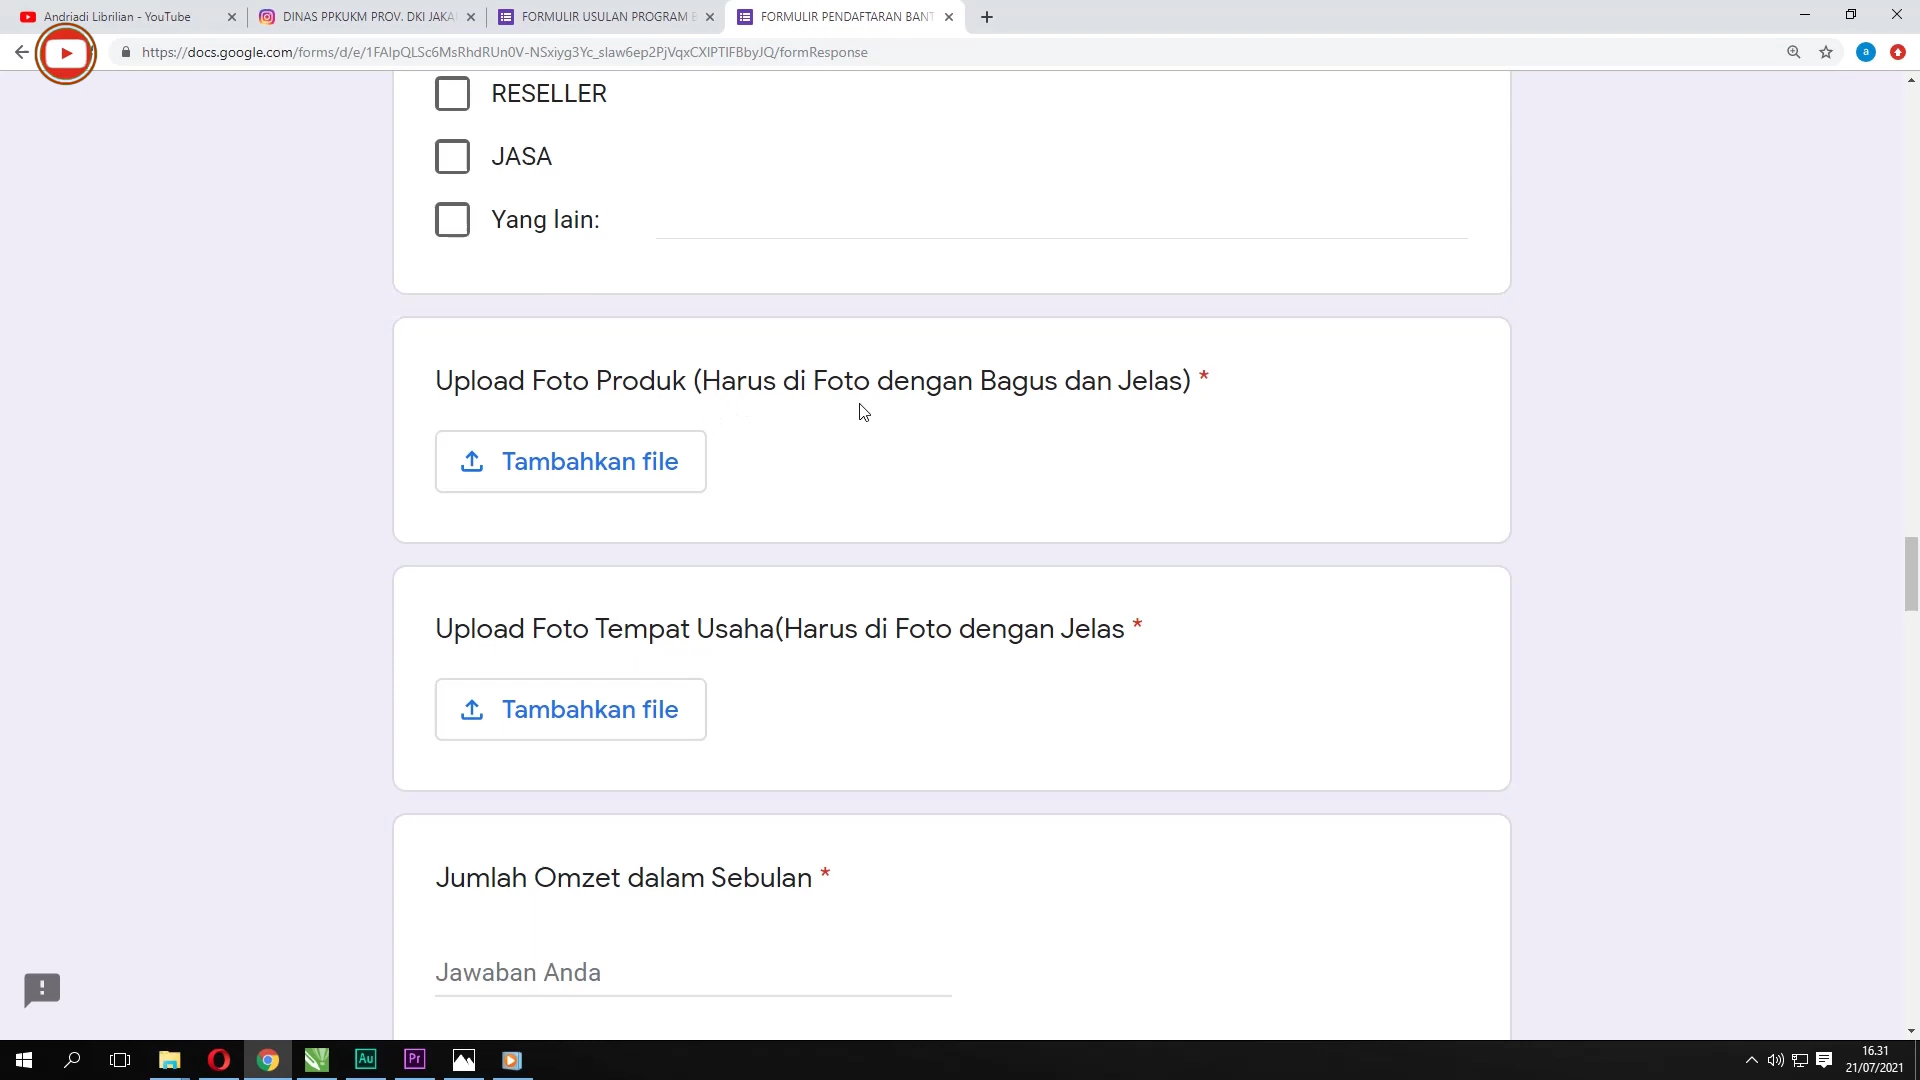 Andriadi Librilian - YouTube
DINAS PPKUKM PROV. DKI JAKA
FORMULIR USULAN PROGRAM B
FORMULIR PENDAFTARAN BANT
https://docs.google.com/forms/d/e/1FAIpQLSc6MsRhdRUn0V-NSxiyg3Yc_slaw6ep2PjVqxCXlPTIFBbyJQ/formResponse
a
RESELLER
JASA
Yang lain:
Upload Foto Produk (Harus di Foto dengan Bagus dan Jelas) *
Tambahkan file
Upload Foto Tempat Usaha(Harus di Foto dengan Jelas *
Tambahkan file
Jumlah Omzet dalam Sebulan *
Jawaban Anda
Au
Pr
16.31
21/07/2021